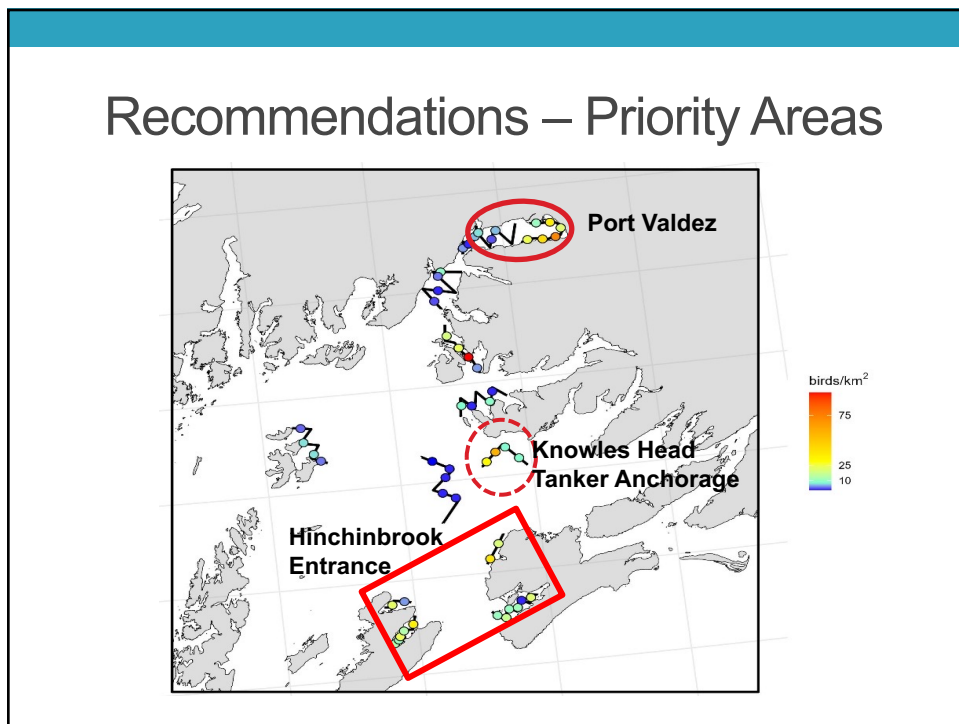 Recommendations – Priority Areas
Port Valdez
birds/km²
75
25
10
Knowles Head
Tanker Anchorage
Hinchinbrook
Entrance